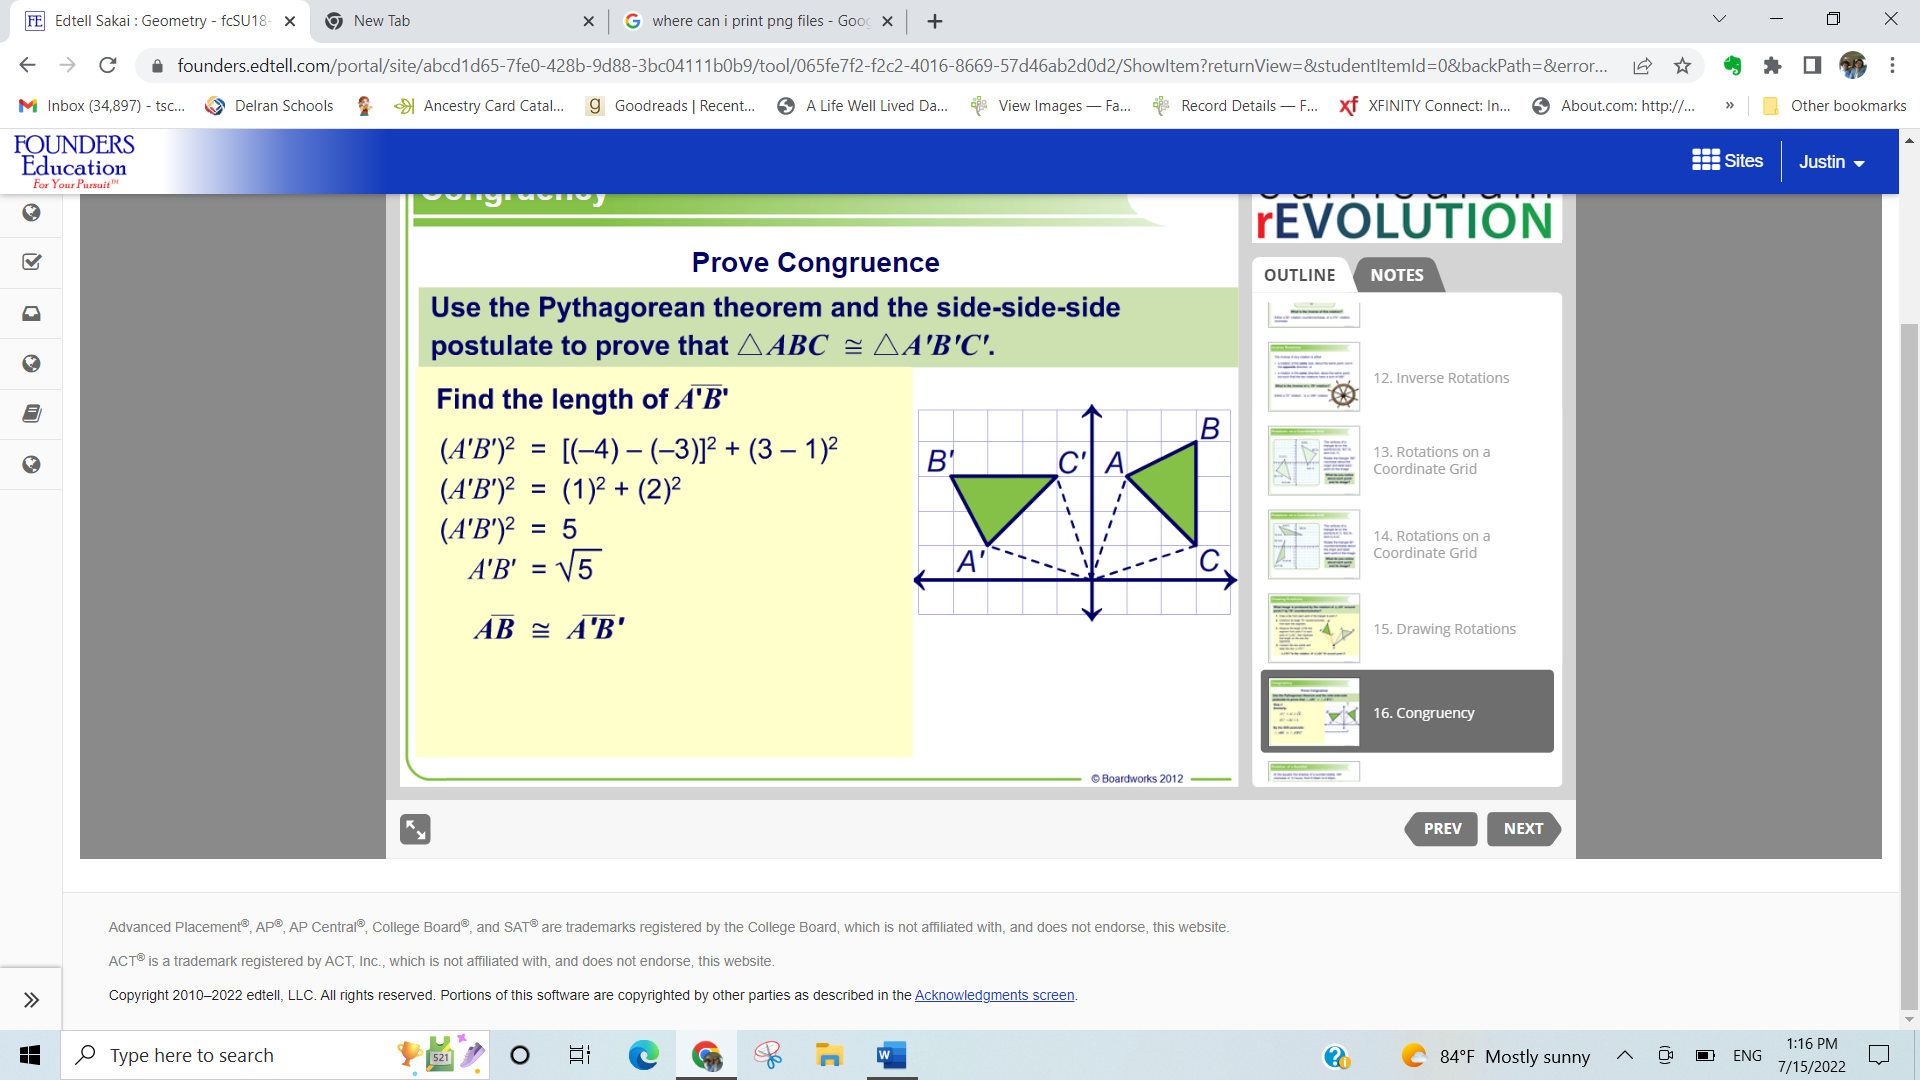 Edtell Sakai : Geometry - fcSU18-
New Tab
where can i print png files - Goo
founders.edtell.com/portal/site/abcd1d65-7fe0-428b-9d88-3bc04111b0b9/tool/065fe7f2-f2c2-4016-8669-57d46ab2d0d2/ShowItem?returnView=&studentItemId=0&backPath=&error...
Inbox (34,897) - tsc...
Delran Schools
Ancestry Card Catal...
Goodreads | Recent...
A Life Well Lived Da...
View Images — Fa...
Record Details — F...
XFINITY Connect: In...
About.com: http://...
»
Other bookmarks
FOUNDERS
Education
For Your Pursuit™
Sites
Justin
Congruency
rEVOLUTION
Prove Congruence
Use the Pythagorean theorem and the side-side-side
postulate to prove that △ABC ≅ △A'B'C'.
Find the length of A'B'
(A'B')² = [(–4) – (–3)]² + (3 – 1)²
(A'B')² = (1)² + (2)²
(A'B')² = 5
A'B' = √5
AB ≅ A'B'
B
B'
C'
A
A'
C
© Boardworks 2012
OUTLINE
NOTES
12. Inverse Rotations
13. Rotations on a
Coordinate Grid
14. Rotations on a
Coordinate Grid
15. Drawing Rotations
16. Congruency
PREV
NEXT
Advanced Placement®, AP®, AP Central®, College Board®, and SAT® are trademarks registered by the College Board, which is not affiliated with, and does not endorse, this website.
ACT® is a trademark registered by ACT, Inc., which is not affiliated with, and does not endorse, this website.
Copyright 2010–2022 edtell, LLC. All rights reserved. Portions of this software are copyrighted by other parties as described in the Acknowledgments screen.
Type here to search
521
84°F Mostly sunny
ENG
1:16 PM
7/15/2022